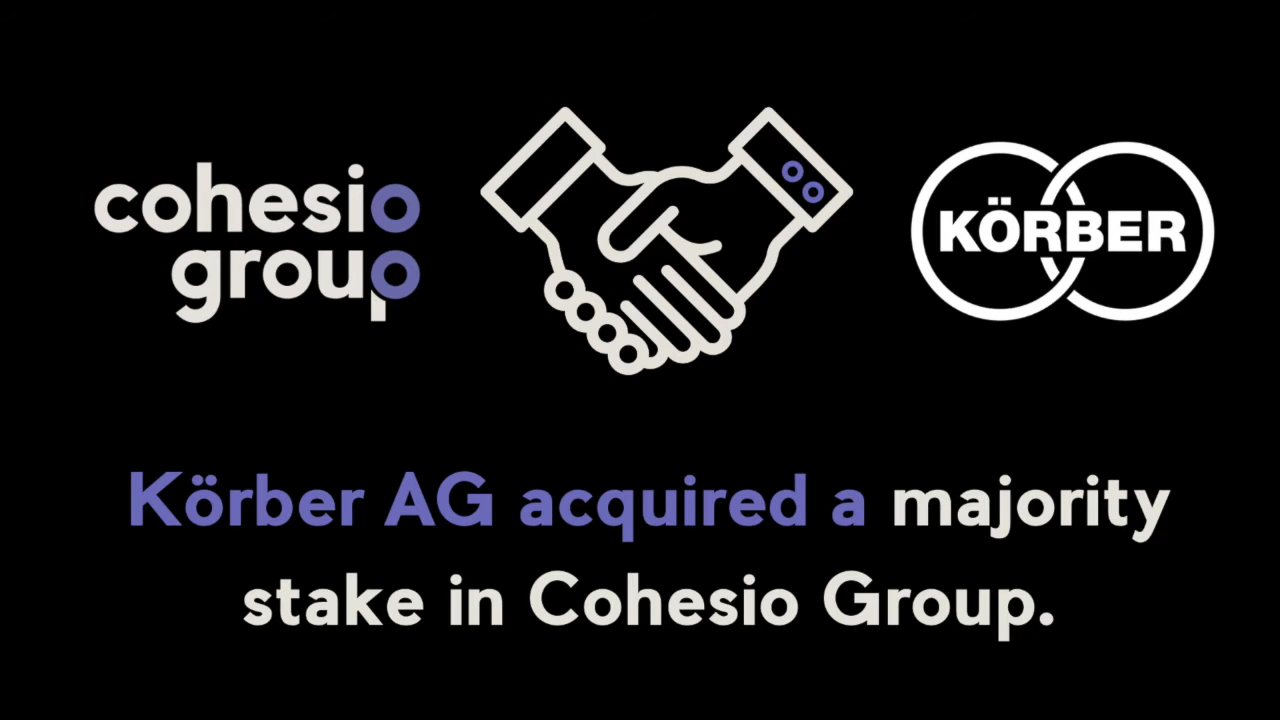 cohesio
group
KÖRBER
Körber AG acquired a majority
stake in Cohesio Group.